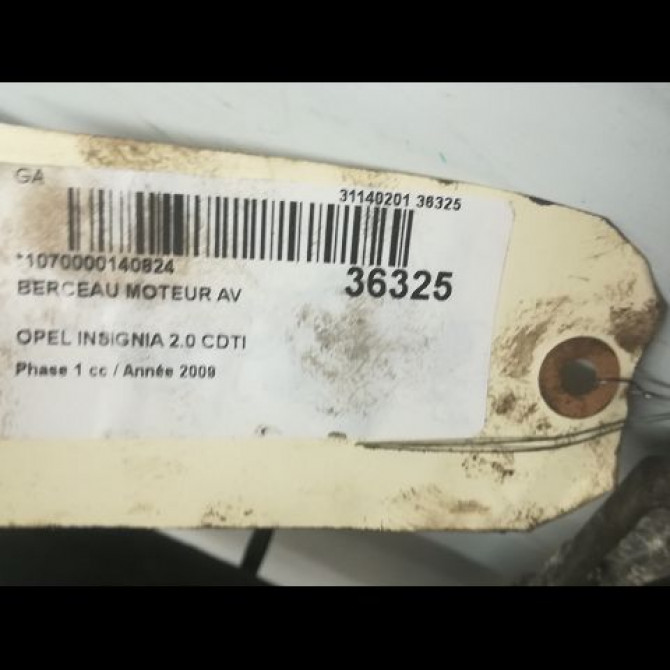 GA
31140201 36325
*1070000140824
36325
BERCEAU MOTEUR AV
OPEL INSIGNIA 2.0 CDTI
Phase 1 cc / Année 2009